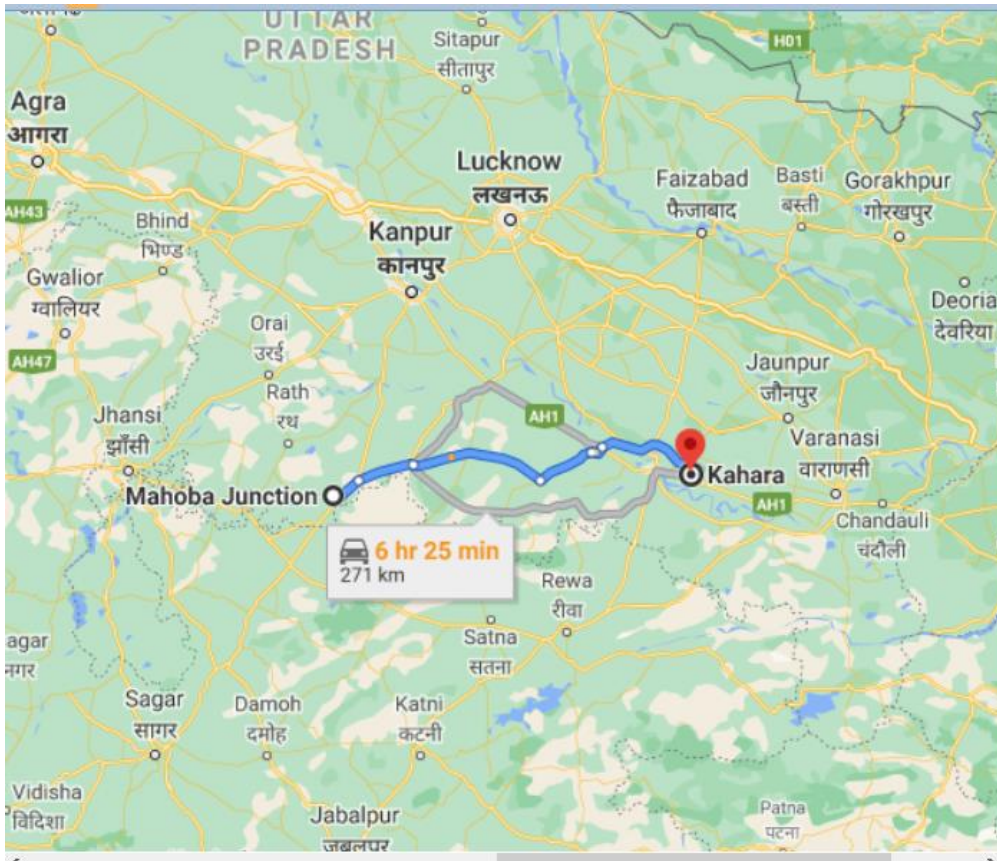 UTTAR
PRADESH
Sitapur
सीतापुर
H01
Agra
आगरा
Lucknow
लखनऊ
Faizabad
फैजाबाद
Basti
बस्ती
Gorakhpur
गोरखपुर
AH43
Bhind
भिण्ड
Kanpur
कानपुर
Gwalior
ग्वालियर
Deoria
देवरिया
Orai
उरई
AH47
Rath
रथ
Jaunpur
जौनपुर
Jhansi
झाँसी
AH1
Varanasi
वाराणसी
Mahoba Junction
Kahara
AH1
Chandauli
चंदौली
6 hr 25 min
271 km
Rewa
रीवा
Satna
सतना
agar
नगर
Sagar
सागर
Damoh
दमोह
Katni
कटनी
Vidisha
विदिशा
Jabalpur
जबलपुर
Patna
पटना